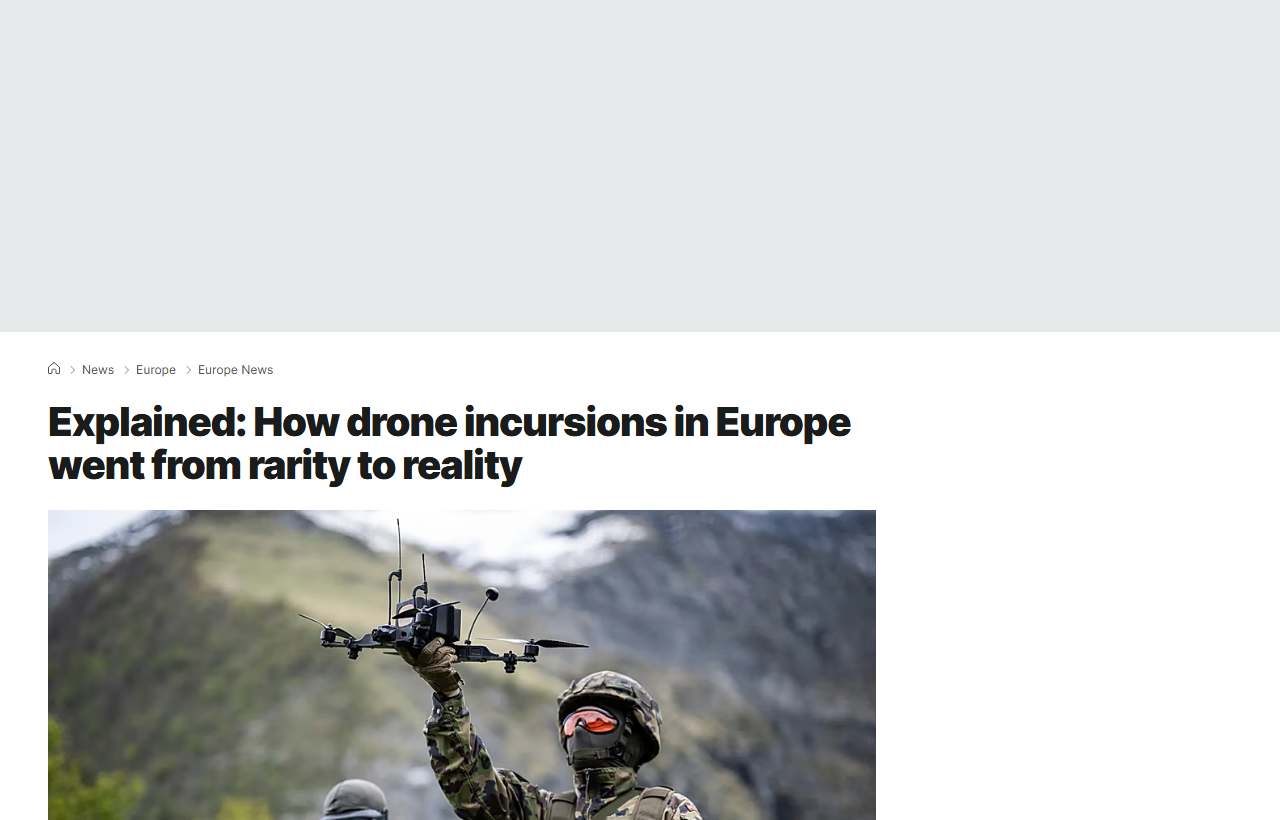 News Europe Europe News
Explained: How drone incursions in Europe
went from rarity to reality